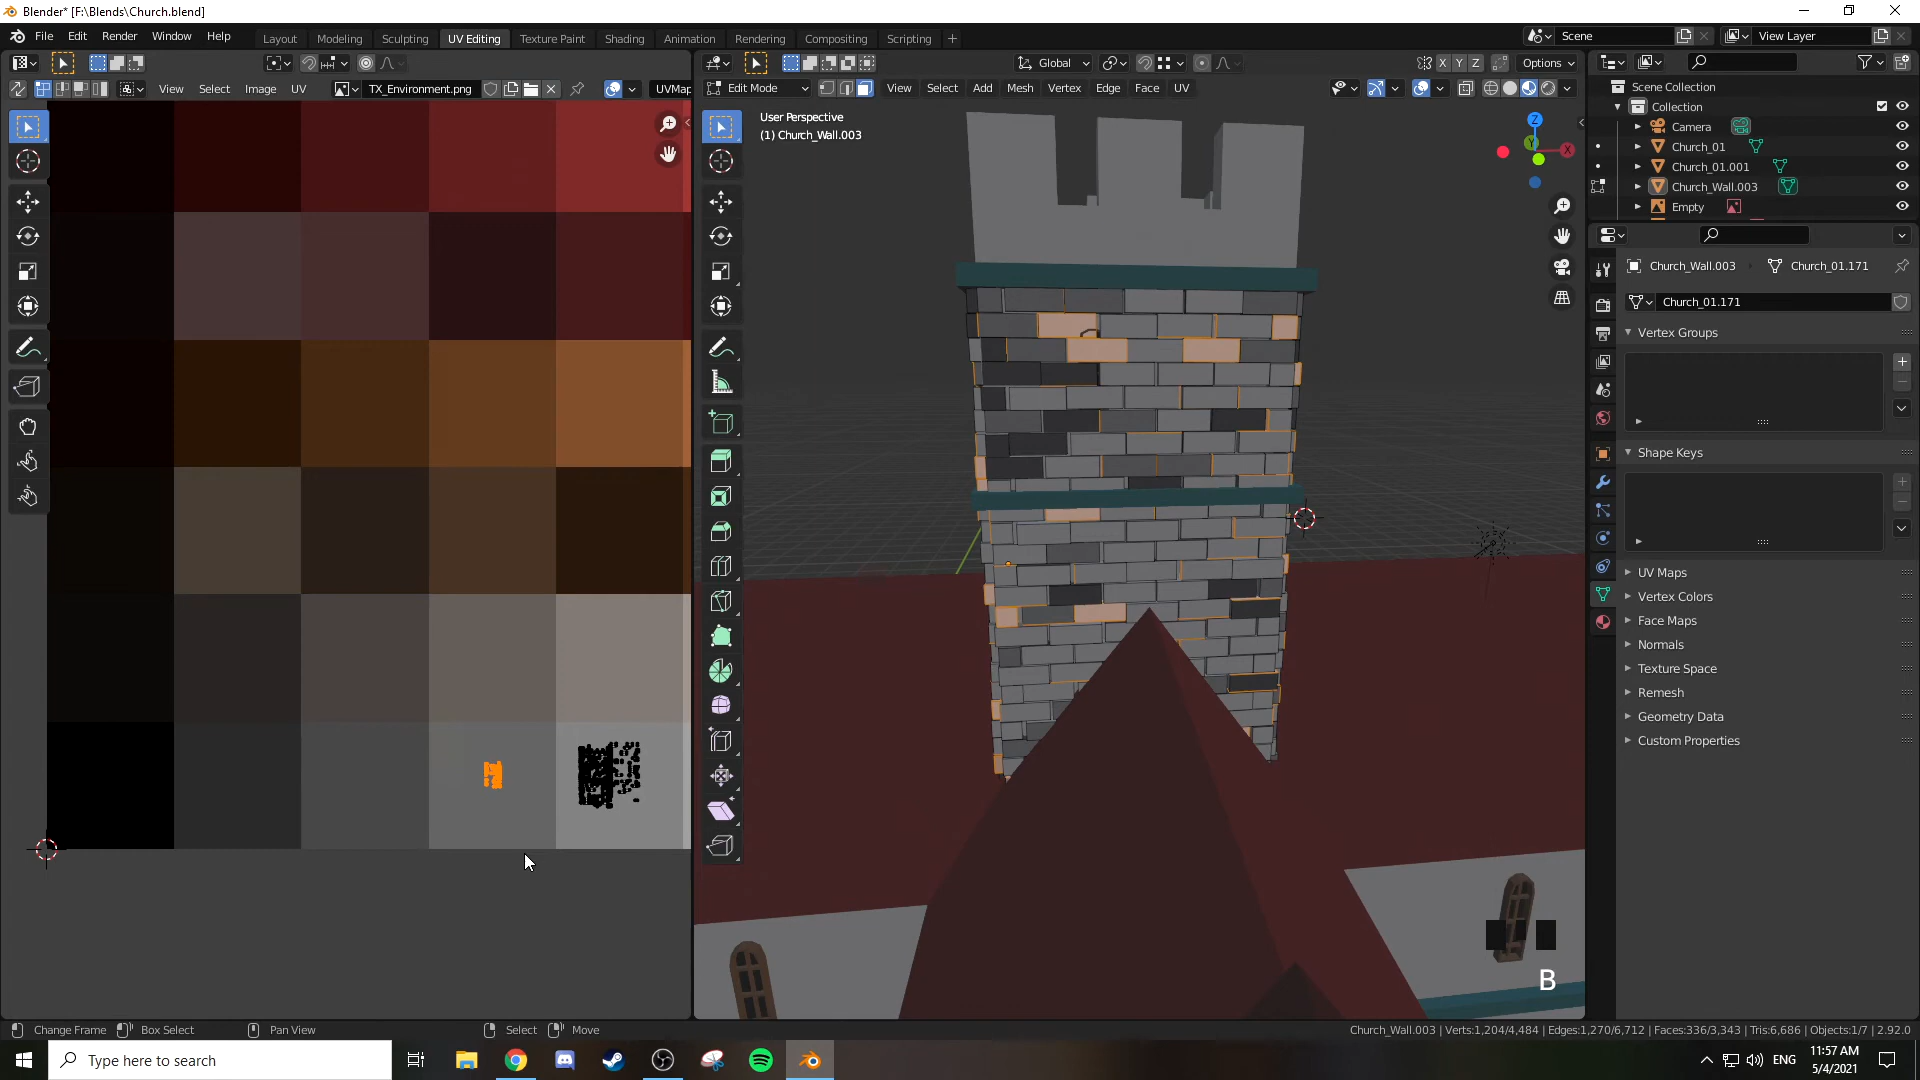 Blender* [F:\Blends\Church.blend]
File Edit Render Window Help
Layout Modeling Sculpting UV Editing Texture Paint Shading Animation Rendering Compositing Scripting +
Scene
View Layer
Global
X Y Z
Options
View Select Image UV
TX_Environment.png
UVMap
Edit Mode
View Select Add Mesh Vertex Edge Face UV
User Perspective
(1) Church_Wall.003
Z
X
Scene Collection
Collection
Camera
Church_01
Church_01.001
Church_Wall.003
Empty
Church_Wall.003 Church_01.171
Church_01.171
Vertex Groups
Shape Keys
UV Maps
Vertex Colors
Face Maps
Normals
Texture Space
Remesh
Geometry Data
Custom Properties
B
Change Frame Box Select Pan View Select Move
Church_Wall.003 | Verts:1,204/4,484 | Edges:1,270/6,712 | Faces:336/3,343 | Tris:6,686 | Objects:1/7 | 2.92.0
Type here to search
ENG
11:57 AM
5/4/2021